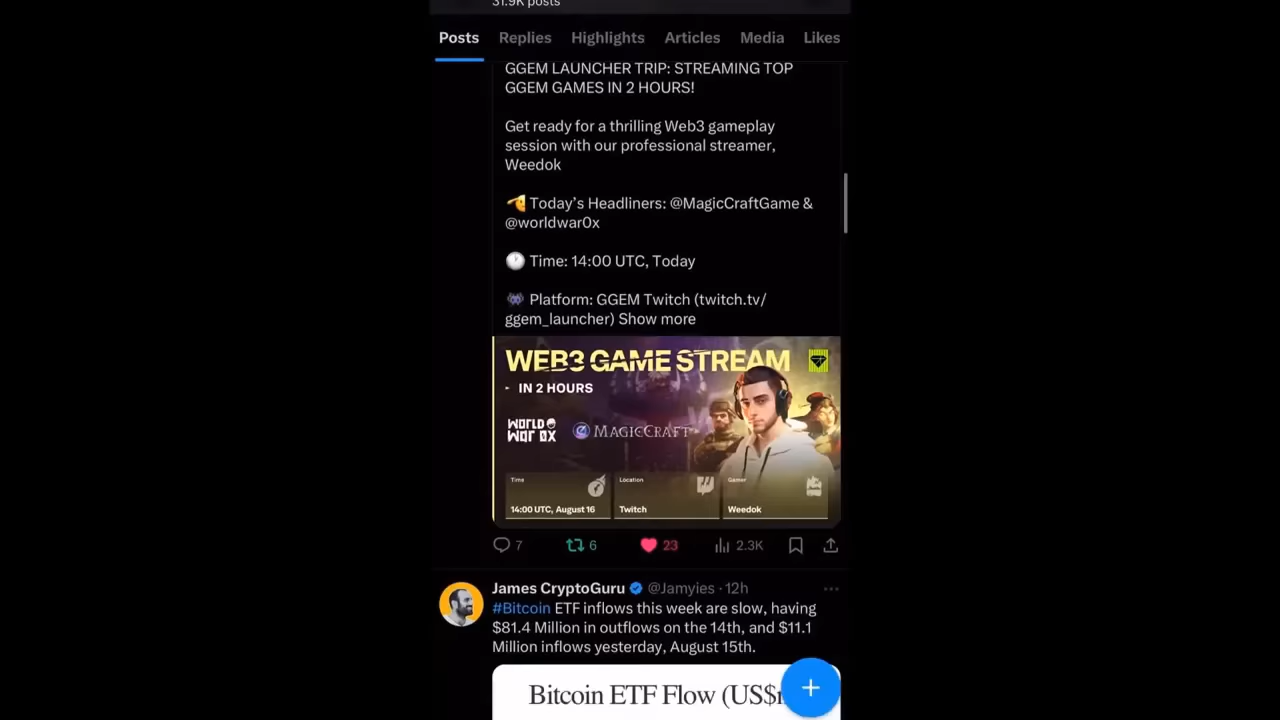 31.9K posts
Posts Replies Highlights Articles Media Likes
GGEM LAUNCHER TRIP: STREAMING TOP
GGEM GAMES IN 2 HOURS!
Get ready for a thrilling Web3 gameplay
session with our professional streamer,
Weedok
Today’s Headliners: @MagicCraftGame &
@worldwar0x
Time: 14:00 UTC, Today
Platform: GGEM Twitch (twitch.tv/
ggem_launcher) Show more
WEB3 GAME STREAM
IN 2 HOURS
WORLD
WAR 0X
MAGICCRAFT
Time
14:00 UTC, August 16
Location
Twitch
Gamer
Weedok
7 6 23 2.3K
James CryptoGuru @Jamyies · 12h
#Bitcoin ETF inflows this week are slow, having
$81.4 Million in outflows on the 14th, and $11.1
Million inflows yesterday, August 15th.
Bitcoin ETF Flow (US$